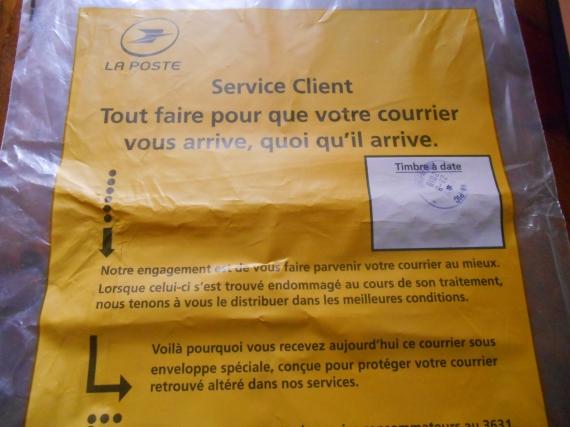 LA POSTE
Service Client
Tout faire pour que votre courrier
vous arrive, quoi qu'il arrive.
Timbre à date
Notre engagement est de vous faire parvenir votre courrier au mieux.
Lorsque celui-ci s'est trouvé endommagé au cours de son traitement,
nous tenons à vous le distribuer dans les meilleures conditions.
Voilà pourquoi vous recevez aujourd'hui ce courrier sous
enveloppe spéciale, conçue pour protéger votre courrier
retrouvé altéré dans nos services.
consommateurs au 3631